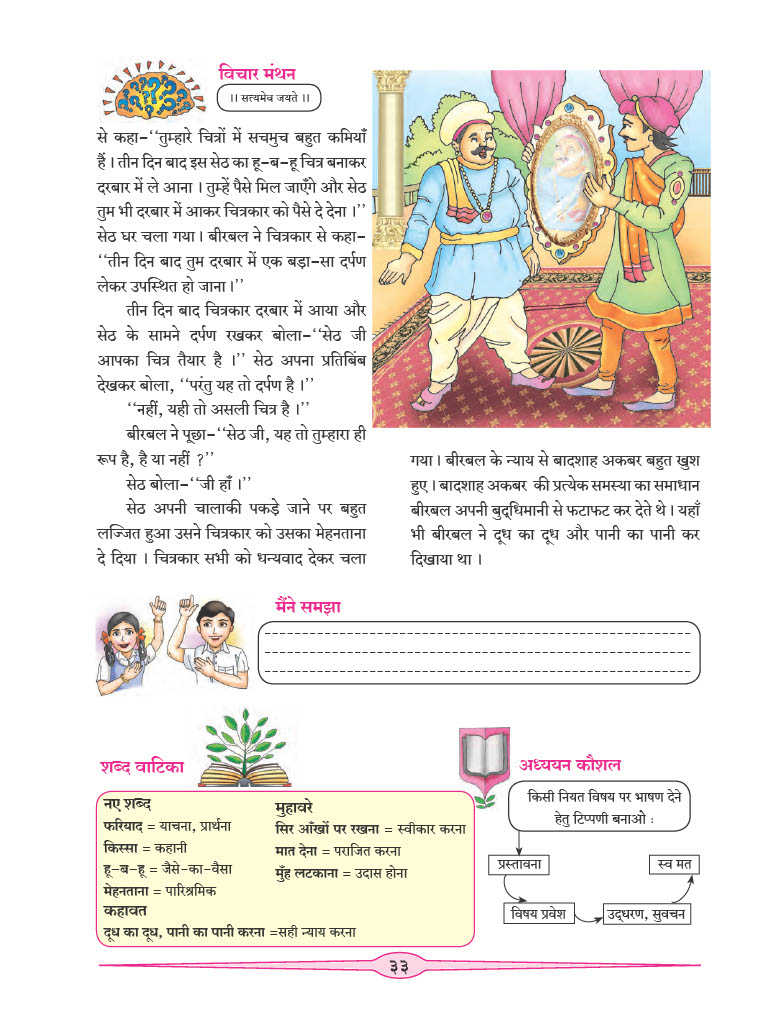 विचार मंथन
।। सत्यमेव जयते ।।
से कहा-‘‘तुम्हारे चित्रों में सचमुच बहुत कमियाँ
हैं । तीन दिन बाद इस सेठ का हू-ब-हू चित्र बनाकर
दरबार में ले आना । तुम्हें पैसे मिल जाएँगे और सेठ
तुम भी दरबार में आकर चित्रकार को पैसे दे देना ।’’
सेठ घर चला गया । बीरबल ने चित्रकार से कहा-
‘‘तीन दिन बाद तुम दरबार में एक बड़ा-सा दर्पण
लेकर उपस्थित हो जाना ।’’
तीन दिन बाद चित्रकार दरबार में आया और
सेठ के सामने दर्पण रखकर बोला-‘‘सेठ जी
आपका चित्र तैयार है ।’’ सेठ अपना प्रतिबिंब
देखकर बोला, ‘‘परंतु यह तो दर्पण है ।’’
‘‘नहीं, यही तो असली चित्र है ।’’
बीरबल ने पूछा-‘‘सेठ जी, यह तो तुम्हारा ही
रूप है, है या नहीं ?’’
सेठ बोला-‘‘जी हाँ ।’’
सेठ अपनी चालाकी पकड़े जाने पर बहुत
लज्जित हुआ उसने चित्रकार को उसका मेहनताना
दे दिया । चित्रकार सभी को धन्यवाद देकर चला
गया । बीरबल के न्याय से बादशाह अकबर बहुत खुश
हुए । बादशाह अकबर की प्रत्येक समस्या का समाधान
बीरबल अपनी बुद्धिमानी से फटाफट कर देते थे । यहाँ
भी बीरबल ने दूध का दूध और पानी का पानी कर
दिखाया था ।
मैंने समझा
शब्द वाटिका
नए शब्द
फरियाद = याचना, प्रार्थना
किस्सा = कहानी
हू-ब-हू = जैसे-का-वैसा
मेहनताना = पारिश्रमिक
कहावत
दूध का दूध, पानी का पानी करना =सही न्याय करना
मुहावरे
सिर आँखों पर रखना = स्वीकार करना
मात देना = पराजित करना
मुँह लटकाना = उदास होना
अध्ययन कौशल
किसी नियत विषय पर भाषण देने
हेतु टिप्पणी बनाओ :
प्रस्तावना
स्व मत
विषय प्रवेश
उद्धरण, सुवचन
३३